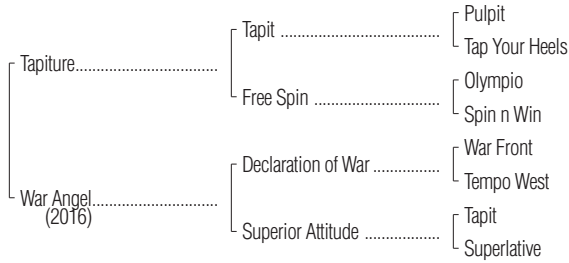 Pulpit
Tapit ................................
Tap Your Heels
Tapiture.............................
Olympio
Free Spin .........................
Spin n Win
War Front
Declaration of War .............
Tempo West
War Angel.........................
(2016)
Tapit
Superior Attitude ...............
Superlative